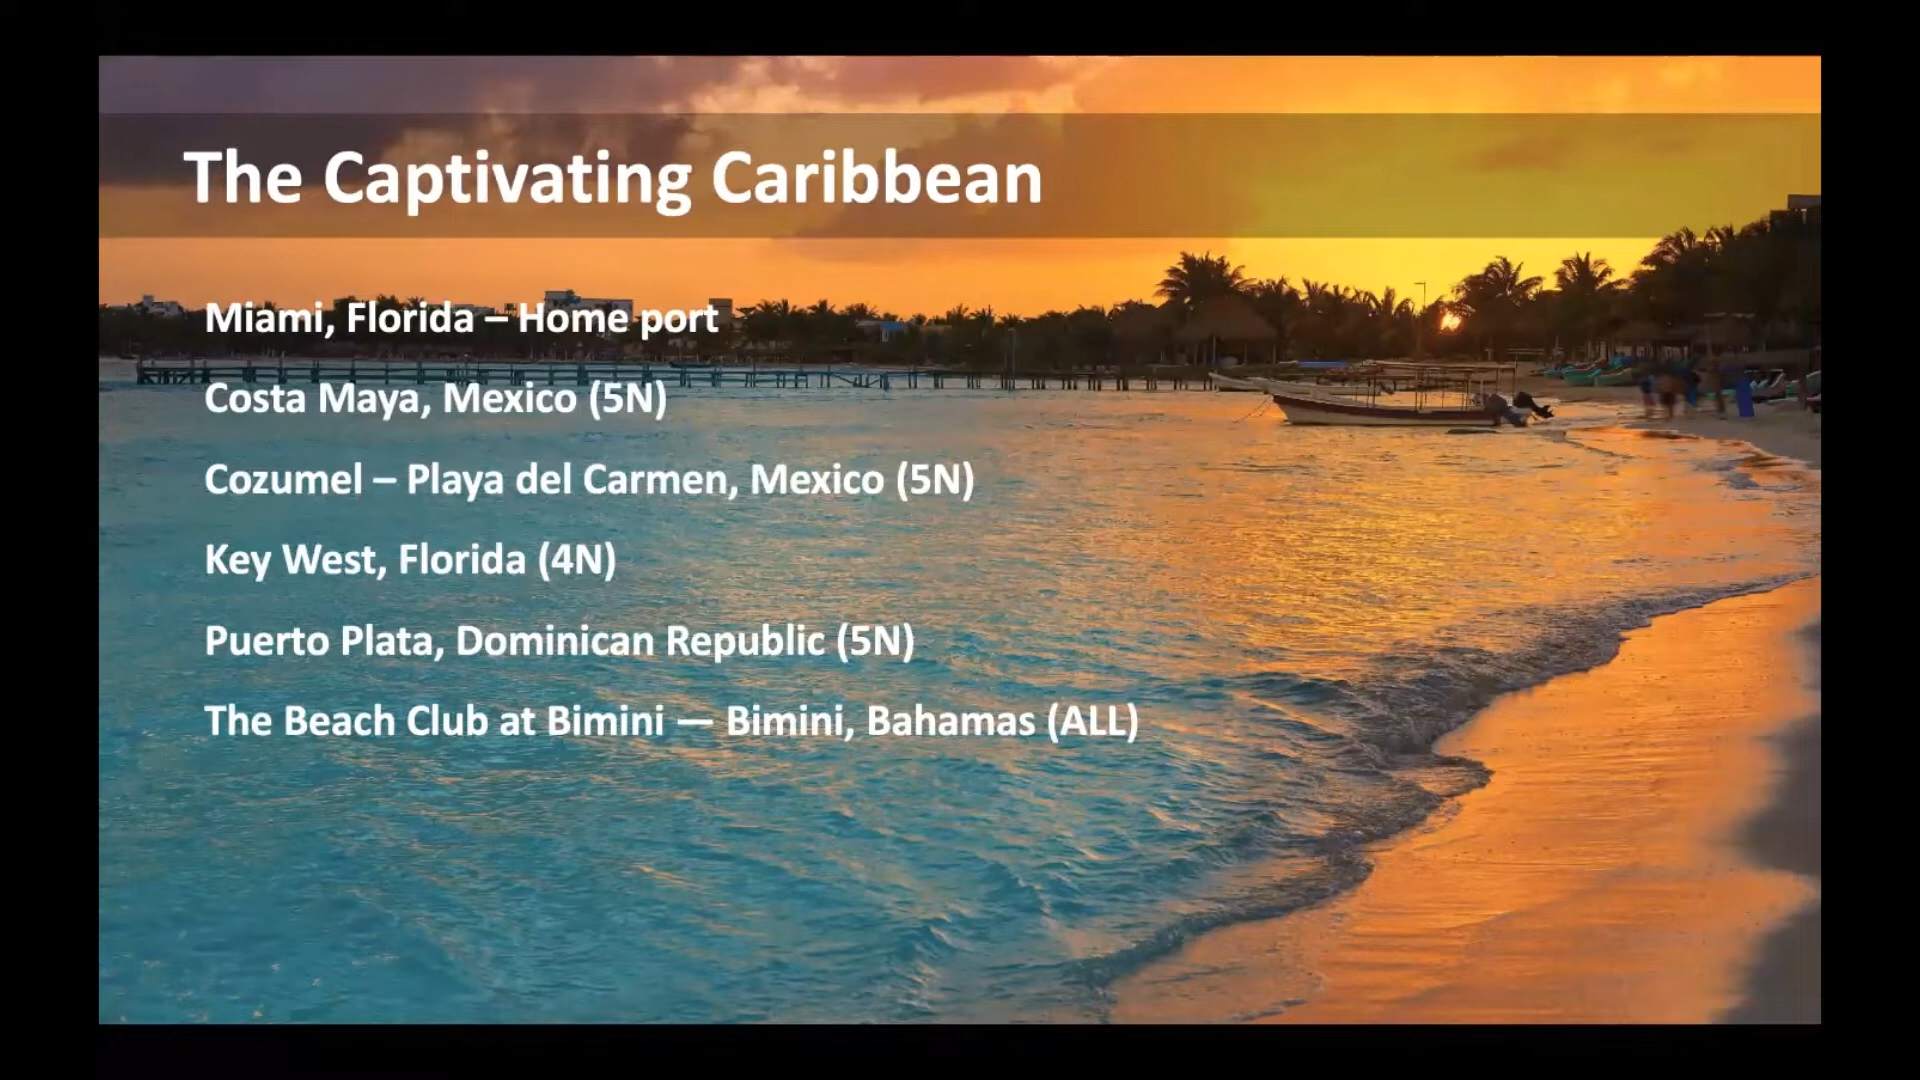 The Captivating Caribbean
Miami, Florida – Home port
Costa Maya, Mexico (5N)
Cozumel – Playa del Carmen, Mexico (5N)
Key West, Florida (4N)
Puerto Plata, Dominican Republic (5N)
The Beach Club at Bimini — Bimini, Bahamas (ALL)